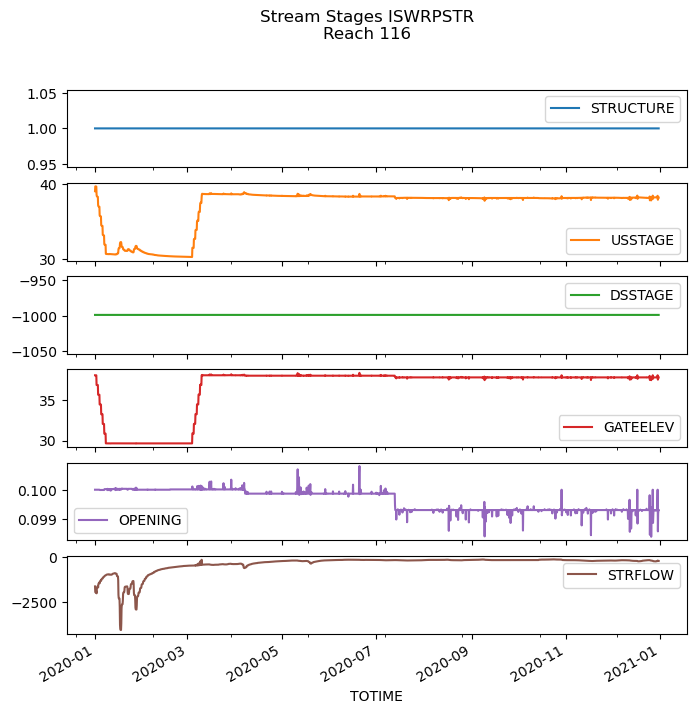 Stream Stages ISWRPSTR
Reach 116
1.05
1.00
0.95
STRUCTURE
40
30
USSTAGE
−950
−1000
−1050
DSSTAGE
35
30
GATEELEV
0.100
0.099
OPENING
0
−2500
STRFLOW
2020-01
2020-03
2020-05
2020-07
2020-09
2020-11
2021-01
TOTIME